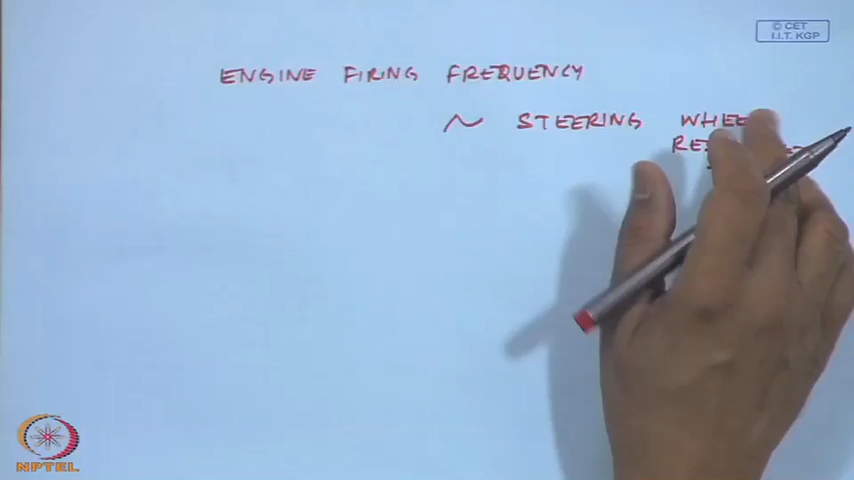 © CET
I.I.T. KGP
ENGINE FIRING FREQUENCY
~ STEERING
NPTEL